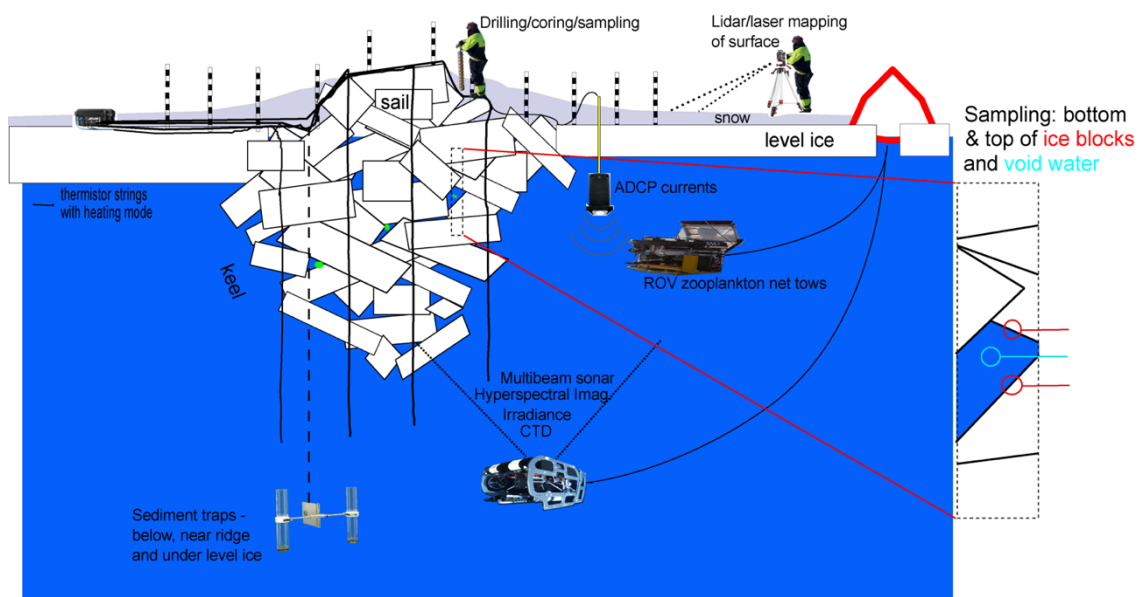 Drilling/coring/sampling
Lidar/laser mapping
of surface
sail
snow
level ice
Sampling: bottom
& top of ice blocks
and void water
thermistor strings
with heating mode
ADCP currents
keel
ROV zooplankton net tows
Multibeam sonar
Hyperspectral Imag.
Irradiance
CTD
Sediment traps -
below, near ridge
and under level ice